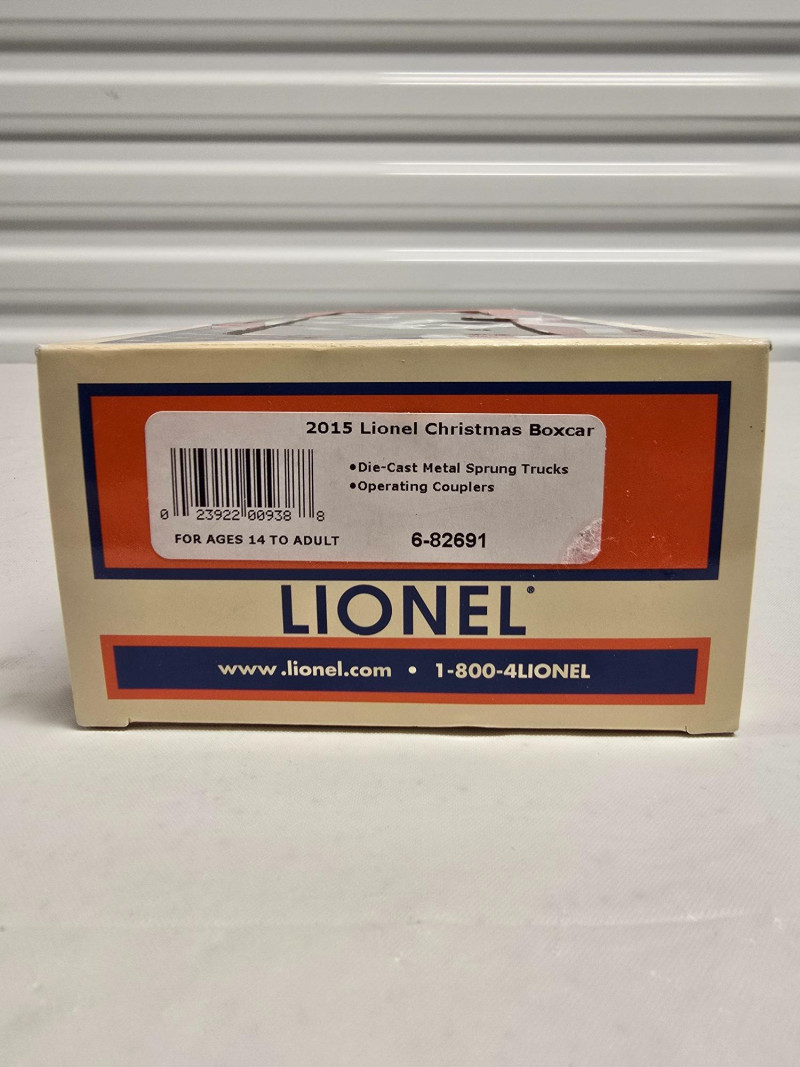 2015 Lionel Christmas Boxcar
•Die-Cast Metal Sprung Trucks
•Operating Couplers
0 23922 00938 8
FOR AGES 14 TO ADULT
6-82691
LIONEL®
www.lionel.com • 1-800-4LIONEL